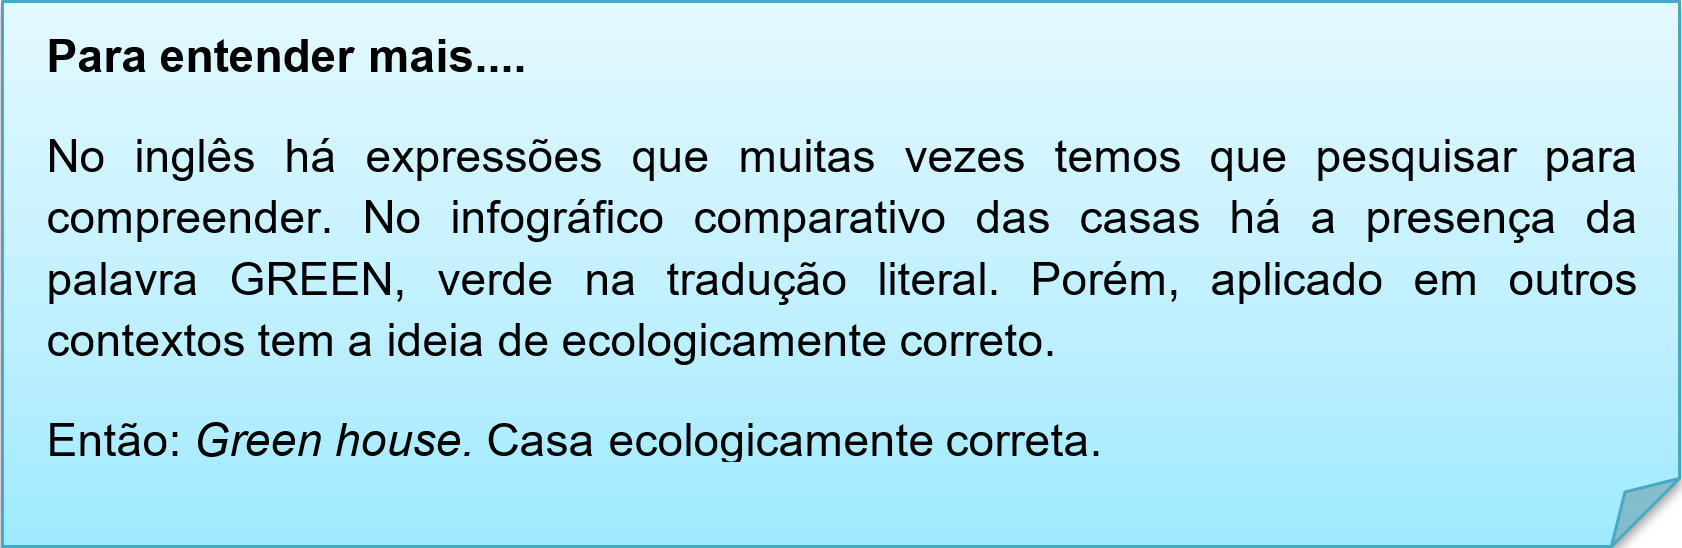 Para entender mais....
No inglês há expressões que muitas vezes temos que pesquisar para
compreender. No infográfico comparativo das casas há a presença da
palavra GREEN, verde na tradução literal. Porém, aplicado em outros
contextos tem a ideia de ecologicamente correto.
Então: Green house. Casa ecologicamente correta.